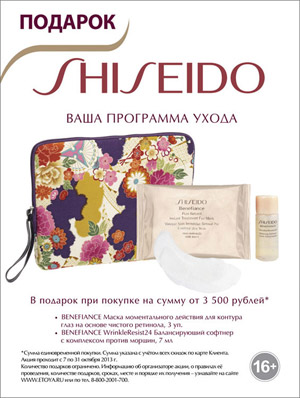 ПОДАРОК
SHISEIDO
ВАША ПРОГРАММА УХОДА
SHISEIDO
Benefiance
В подарок при покупке на сумму от 3 500 рублей*
• BENEFIANCE Маска моментального действия для контура
глаз на основе чистого ретинола, 3 уп.
• BENEFIANCE WrinkleResist24 Балансирующий софтнер
с комплексом против морщин, 7 мл
*Сумма единовременной покупки. Сумма указана с учётом всех скидок по карте Клиента.
Акция проходит с 7 по 31 октября 2013 г.
Количество подарков ограничено. Информацию об организаторе акции, о правилах её
проведения, количестве подарков, сроках, месте и порядке их получения – узнавайте на сайте
WWW.ETOYA.RU или по тел. 8-800-2001-700.
16+